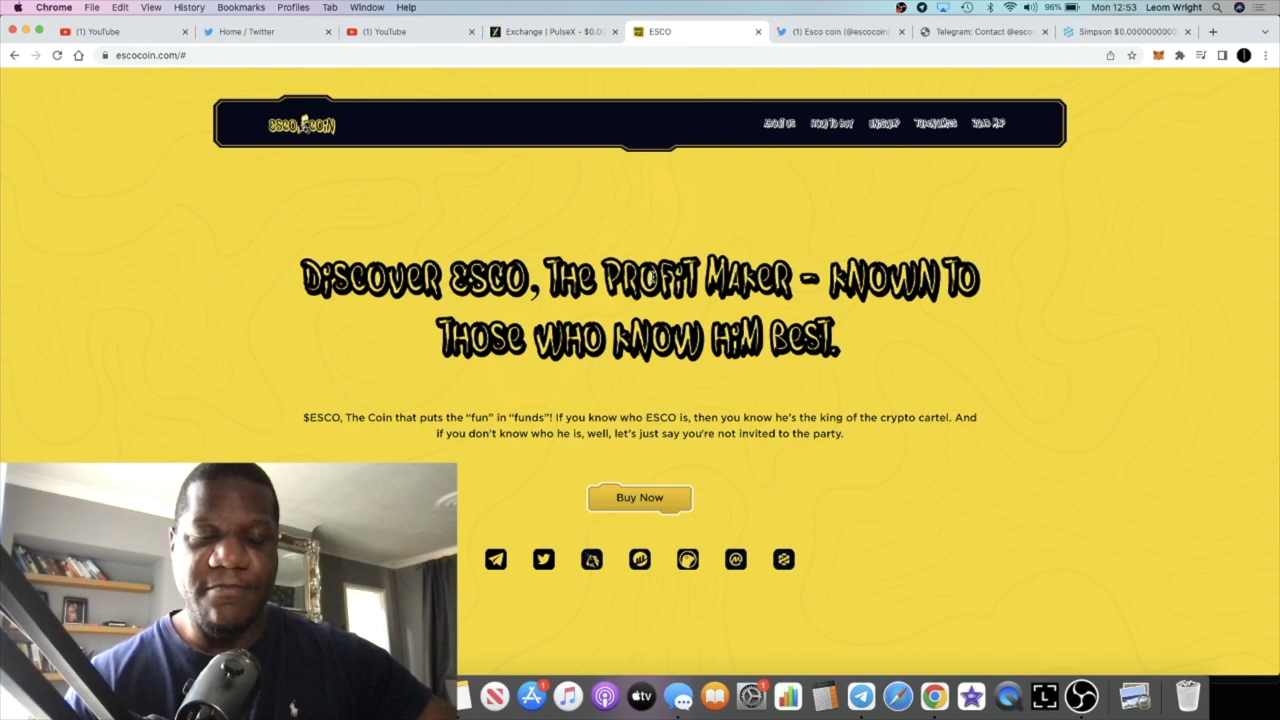 Chrome File Edit View History Bookmarks Profiles Tab Window Help 96% Mon 12:53 Leom Wright
(1) YouTube Home / Twitter (1) YouTube Exchange | PulseX - $0.00 ESCO (1) Esco coin (@escocoin) Telegram: Contact @esco Simpson $0.0000000000
escocoin.com/#
ESCO COIN ABOUT US HOW TO BUY UNISWAP TOKENOMICS ROAD MAP
DiSCOVER ESCO, THE PROFiT MAKER - KNOWN TO
THOSE WHO KNOW HiM BEST.
$ESCO, The Coin that puts the “fun” in “funds”! If you know who ESCO is, then you know he’s the king of the crypto cartel. And
if you don’t know who he is, well, let’s just say you’re not invited to the party.
Buy Now
1 tv 1